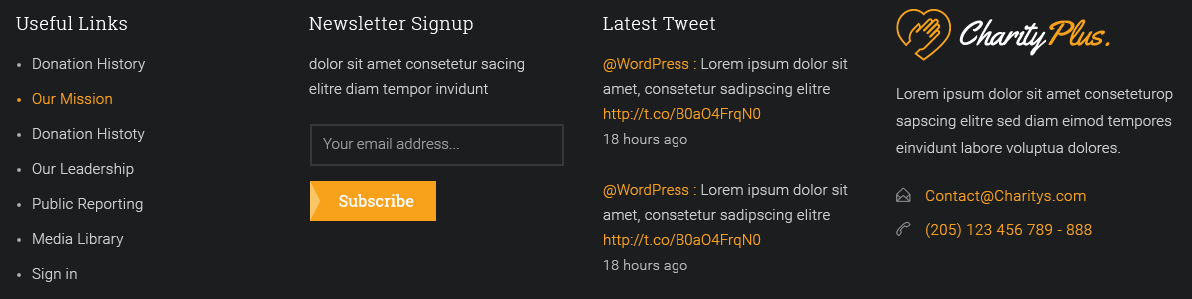 Useful Links
Donation History
Our Mission
Donation Histoty
Our Leadership
Public Reporting
Media Library
Sign in
Newsletter Signup
dolor sit amet consetetur sacing
elitre diam tempor invidunt
Your email address...
Subscribe
Latest Tweet
@WordPress : Lorem ipsum dolor sit
amet, consetetur sadipscing elitre
http://t.co/B0aO4FrqN0
18 hours ago
@WordPress : Lorem ipsum dolor sit
amet, consetetur sadipscing elitre
http://t.co/B0aO4FrqN0
18 hours ago
CharityPlus.
Lorem ipsum dolor sit amet conseteturop
sapscing elitre sed diam eimod tempores
einvidunt labore voluptua dolores.
Contact@Charitys.com
(205) 123 456 789 - 888